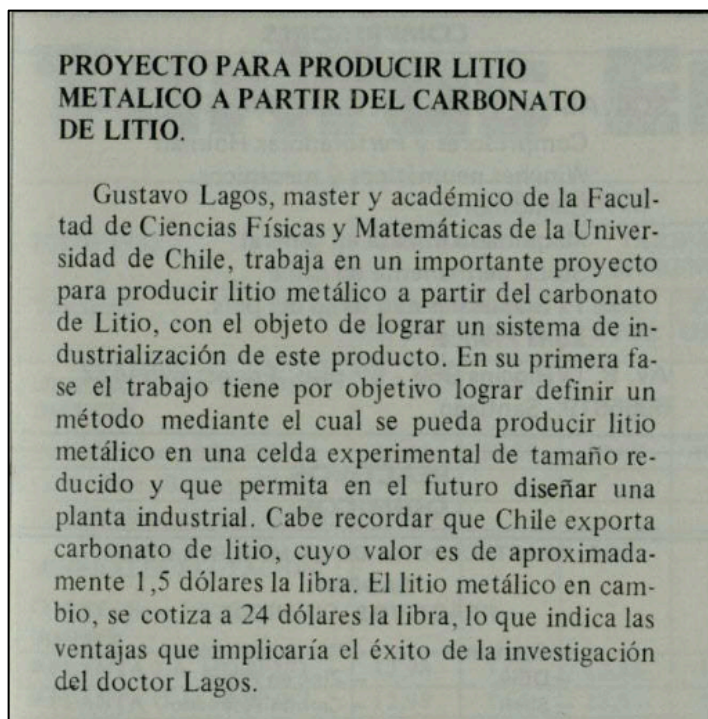 PROYECTO PARA PRODUCIR LITIO
METALICO A PARTIR DEL CARBONATO
DE LITIO.
Gustavo Lagos, master y académico de la Facul-
tad de Ciencias Físicas y Matemáticas de la Univer-
sidad de Chile, trabaja en un importante proyecto
para producir litio metálico a partir del carbonato
de Litio, con el objeto de lograr un sistema de in-
dustrialización de este producto. En su primera fa-
se el trabajo tiene por objetivo lograr definir un
método mediante el cual se pueda producir litio
metálico en una celda experimental de tamaño re-
ducido y que permita en el futuro diseñar una
planta industrial. Cabe recordar que Chile exporta
carbonato de litio, cuyo valor es de aproximada-
mente 1,5 dólares la libra. El litio metálico en cam-
bio, se cotiza a 24 dólares la libra, lo que indica las
ventajas que implicaría el éxito de la investigación
del doctor Lagos.